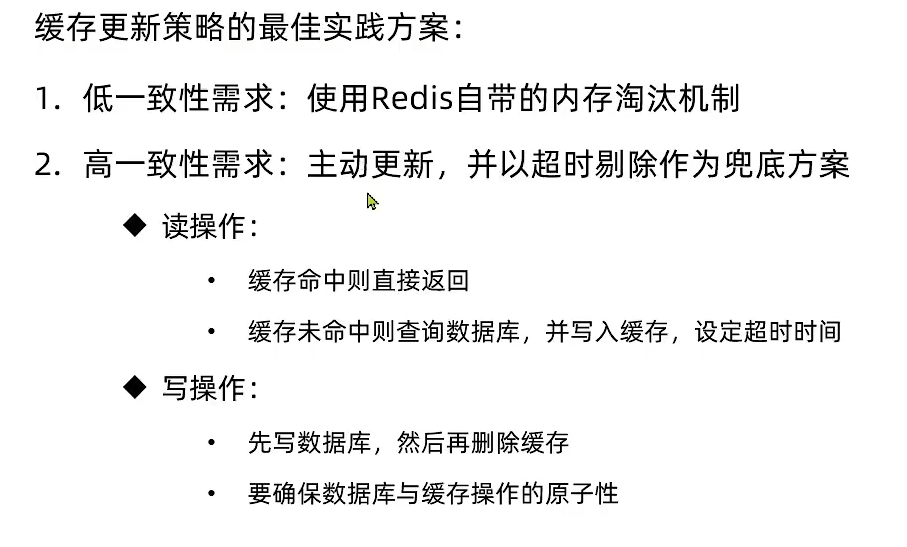 缓存更新策略的最佳实践方案：
1. 低一致性需求：使用Redis自带的内存淘汰机制
2. 高一致性需求：主动更新，并以超时剔除作为兜底方案
◆ 读操作：
• 缓存命中则直接返回
• 缓存未命中则查询数据库，并写入缓存，设定超时时间
◆ 写操作：
• 先写数据库，然后再删除缓存
• 要确保数据库与缓存操作的原子性